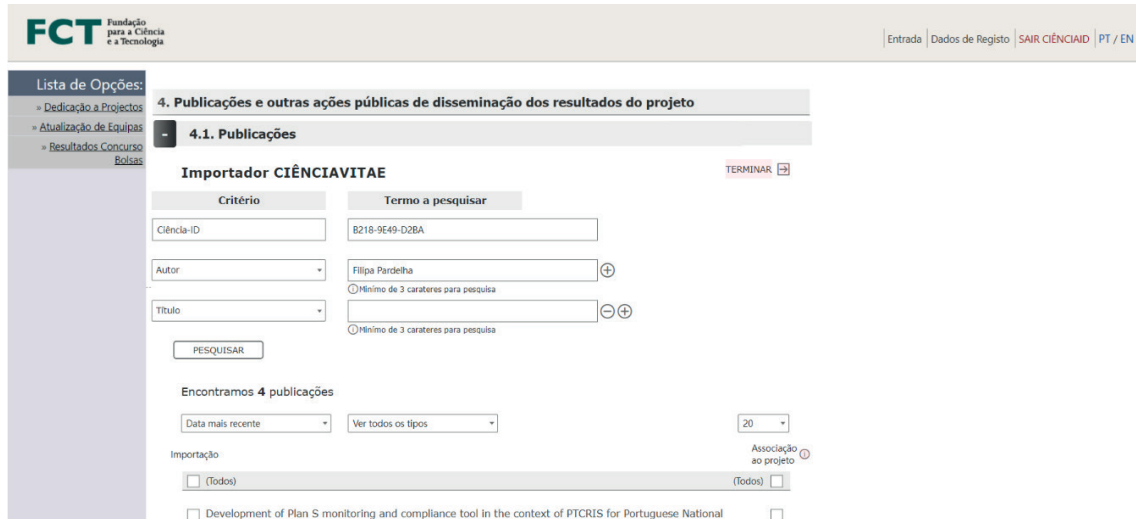 FCT Fundação
para a Ciência
e a Tecnologia
Entrada Dados de Registo SAIR CIÊNCIAID PT / EN
Lista de Opções:
» Dedicação a Projectos
» Atualização de Equipas
» Resultados Concurso
Bolsas
4. Publicações e outras ações públicas de disseminação dos resultados do projeto
- 4.1. Publicações
Importador CIÊNCIAVITAE
TERMINAR
Critério Termo a pesquisar
Ciência-ID B218-9E49-D2BA
Autor Filipa Pardelha
Mínimo de 3 carateres para pesquisa
Título
Mínimo de 3 carateres para pesquisa
PESQUISAR
Encontramos 4 publicações
Data mais recente Ver todos os tipos 20
Importação Associação
ao projeto
(Todos) (Todos)
Development of Plan S monitoring and compliance tool in the context of PTCRIS for Portuguese National